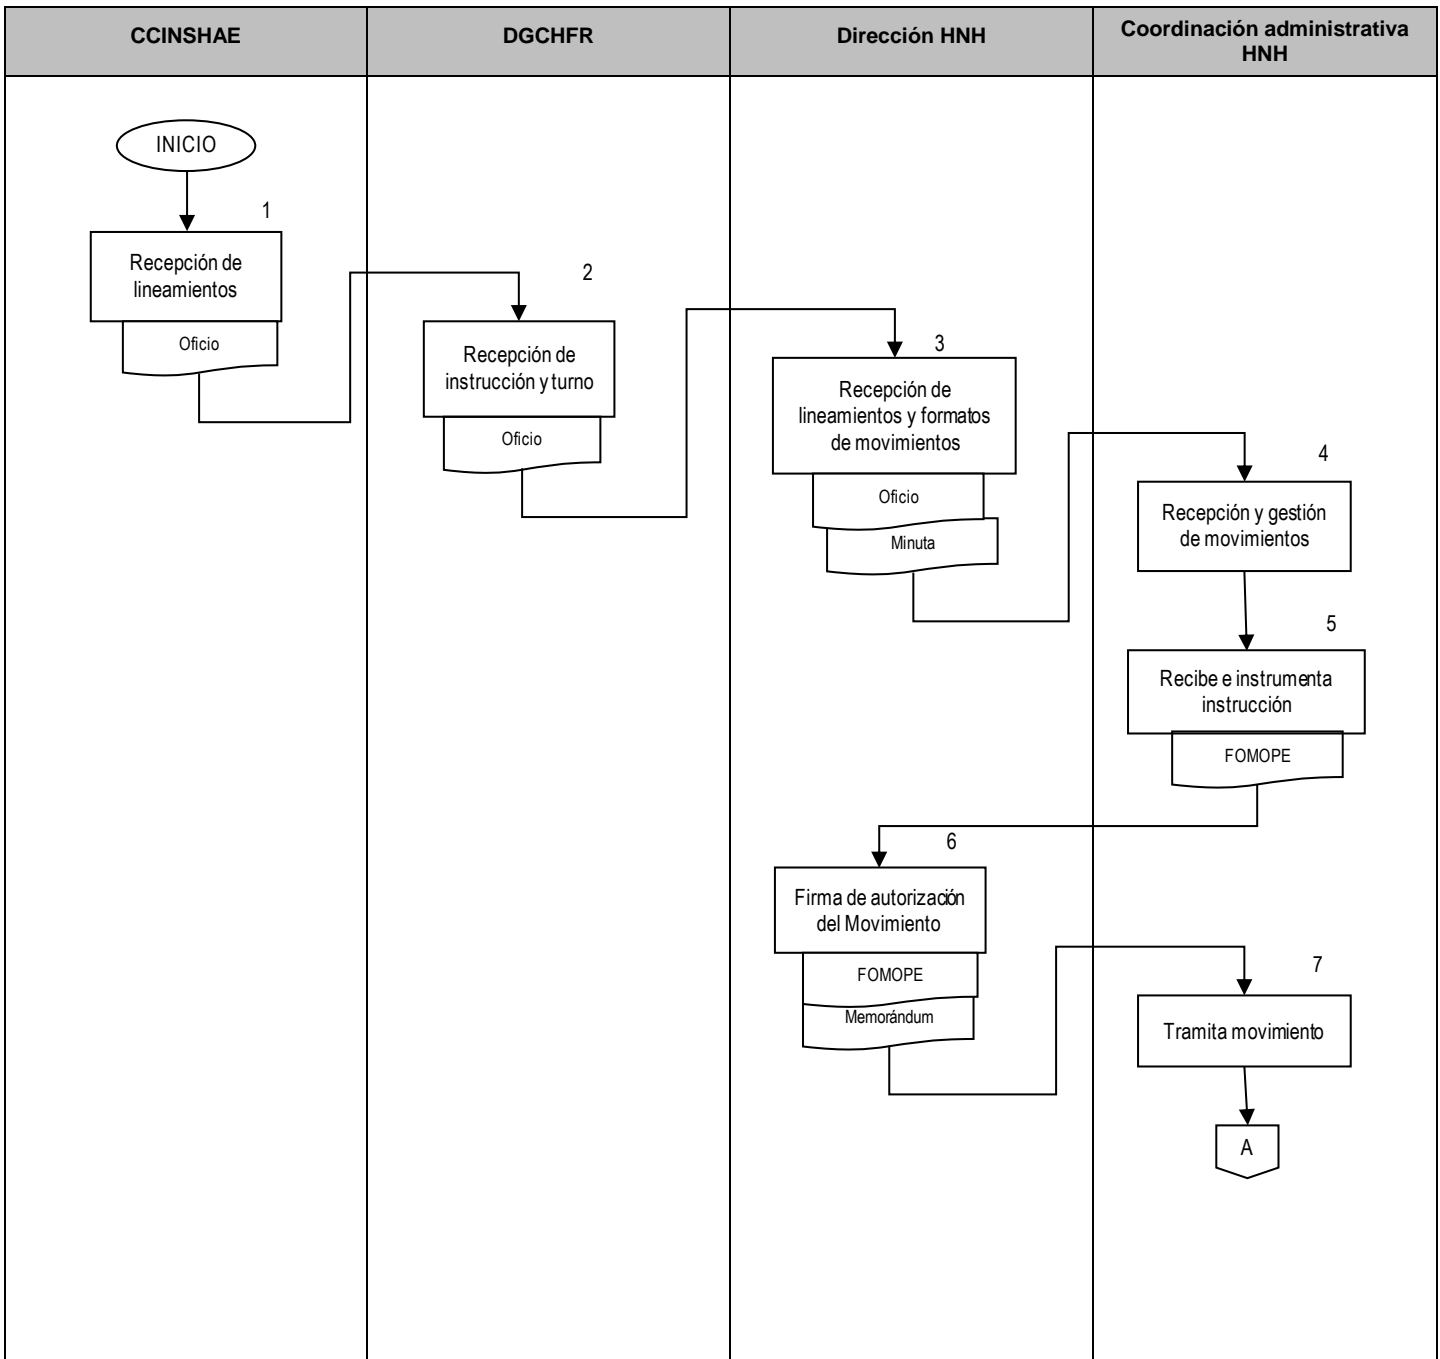 CCINSHAE
DGCHFR
Dirección HNH
Coordinación administrativa
HNH
INICIO
1
Recepción de
lineamientos
Oficio
2
Recepción de
instrucción y turno
Oficio
3
Recepción de
lineamientos y formatos
de movimientos
Oficio
Minuta
4
Recepción y gestión
de movimientos
5
Recibe e instrumenta
instrucción
FOMOPE
6
Firma de autorización
del Movimiento
FOMOPE
Memorándum
7
Tramita movimiento
A